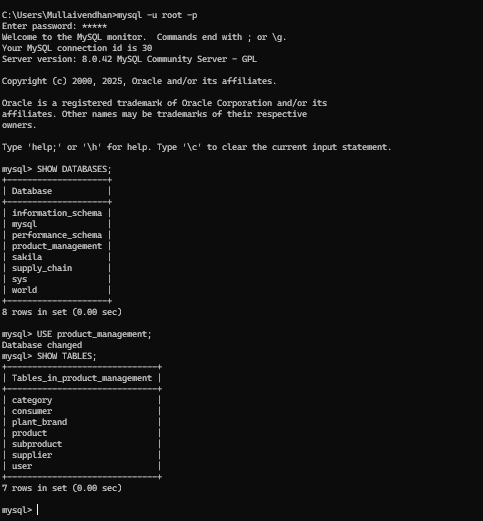 C:\Users\Mullaivendhan>mysql -u root -p
Enter password: *****
Welcome to the MySQL monitor.  Commands end with ; or \g.
Your MySQL connection id is 30
Server version: 8.0.42 MySQL Community Server - GPL
Copyright (c) 2000, 2025, Oracle and/or its affiliates.
Oracle is a registered trademark of Oracle Corporation and/or its
affiliates. Other names may be trademarks of their respective
owners.
Type 'help;' or '\h' for help. Type '\c' to clear the current input statement.
mysql> SHOW DATABASES;
+--------------------+
| Database           |
+--------------------+
| information_schema |
| mysql              |
| performance_schema |
| product_management |
| sakila             |
| supply_chain       |
| sys                |
| world              |
+--------------------+
8 rows in set (0.00 sec)
mysql> USE product_management;
Database changed
mysql> SHOW TABLES;
+------------------------------+
| Tables_in_product_management |
+------------------------------+
| category                     |
| consumer                     |
| plant_brand                  |
| product                      |
| subproduct                   |
| supplier                     |
| user                         |
+------------------------------+
7 rows in set (0.00 sec)
mysql>